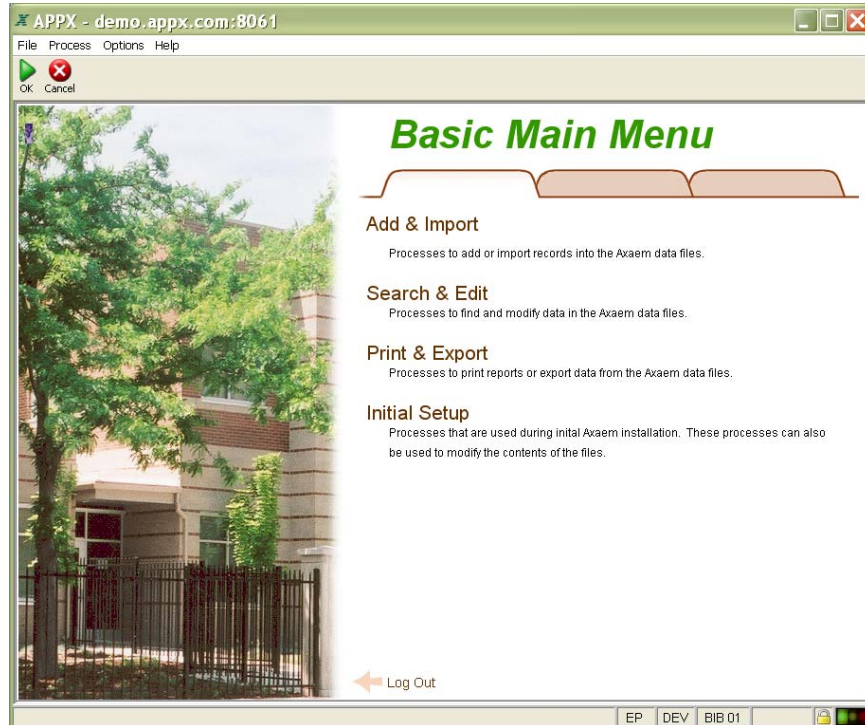 APPX - demo.appx.com:8061
File Process Options Help
OK Cancel
Basic Main Menu
Add & Import
Processes to add or import records into the Axaem data files.
Search & Edit
Processes to find and modify data in the Axaem data files.
Print & Export
Processes to print reports or export data from the Axaem data files.
Initial Setup
Processes that are used during inital Axaem installation. These processes can also
be used to modify the contents of the files.
Log Out
EP DEV BIB 01